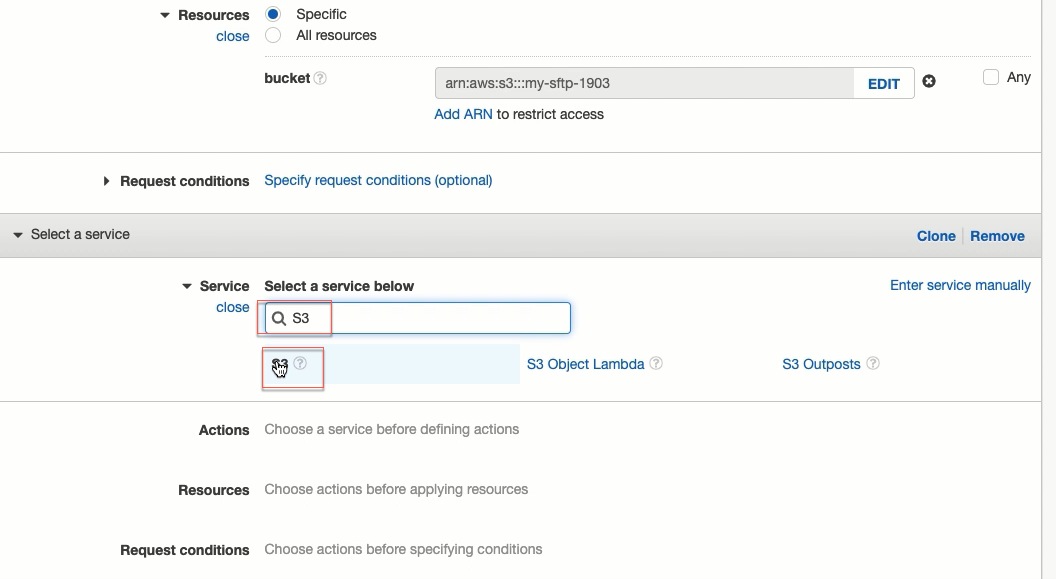 Resources Specific
close All resources
bucket arn:aws:s3:::my-sftp-1903 EDIT Any
Add ARN to restrict access
Request conditions Specify request conditions (optional)
Select a service Clone Remove
Service Select a service below Enter service manually
close S3
S3 S3 Object Lambda S3 Outposts
Actions Choose a service before defining actions
Resources Choose actions before applying resources
Request conditions Choose actions before specifying conditions